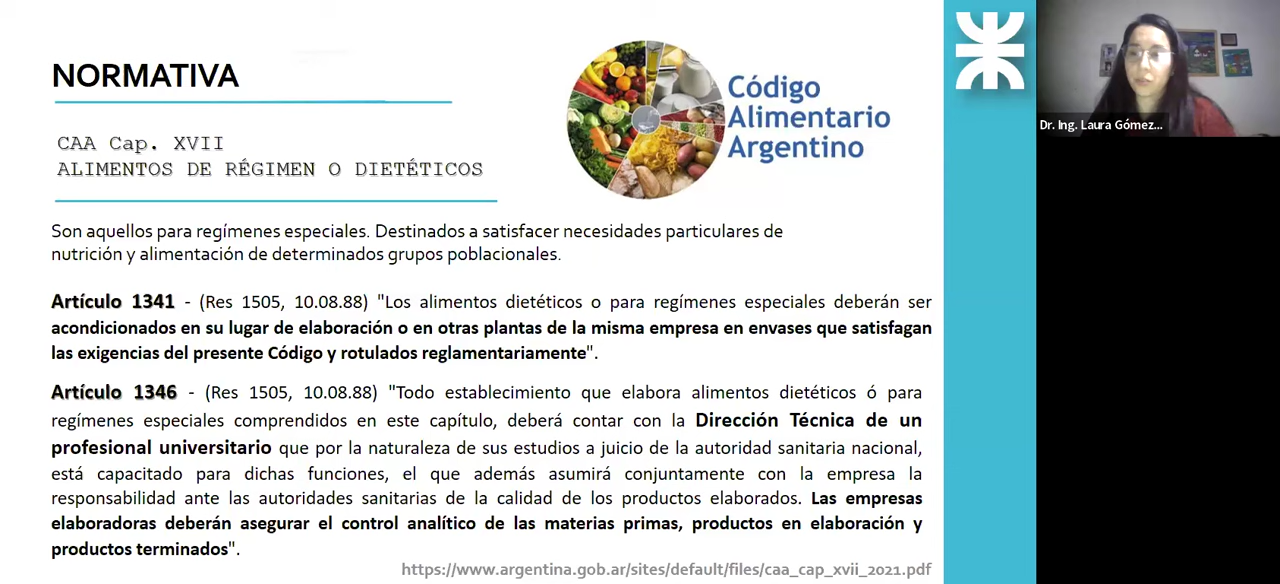 NORMATIVA
CAA Cap. XVII
ALIMENTOS DE RÉGIMEN O DIETÉTICOS
Código
Alimentario
Argentino
Son aquellos para regímenes especiales. Destinados a satisfacer necesidades particulares de
nutrición y alimentación de determinados grupos poblacionales.
Artículo 1341 - (Res 1505, 10.08.88) "Los alimentos dietéticos o para regímenes especiales deberán ser
acondicionados en su lugar de elaboración o en otras plantas de la misma empresa en envases que satisfagan
las exigencias del presente Código y rotulados reglamentariamente".
Artículo 1346 - (Res 1505, 10.08.88) "Todo establecimiento que elabora alimentos dietéticos ó para
regímenes especiales comprendidos en este capítulo, deberá contar con la Dirección Técnica de un
profesional universitario que por la naturaleza de sus estudios a juicio de la autoridad sanitaria nacional,
está capacitado para dichas funciones, el que además asumirá conjuntamente con la empresa la
responsabilidad ante las autoridades sanitarias de la calidad de los productos elaborados. Las empresas
elaboradoras deberán asegurar el control analítico de las materias primas, productos en elaboración y
productos terminados".
https://www.argentina.gob.ar/sites/default/files/caa_cap_xvii_2021.pdf
Dr. Ing. Laura Gómez...